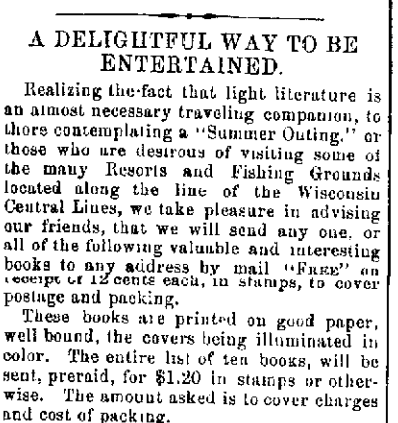 A DELIGHTFUL WAY TO BE
ENTERTAINED.
Realizing the fact that light literature is
an almost necessary traveling companion, to
those contemplating a "Summer Outing," or
those who are desirous of visiting some of
the many Resorts and Fishing Grounds
located along the line of the Wisconsin
Central Lines, we take pleasure in advising
our friends, that we will send any one, or
all of the following valuable and interesting
books to any address by mail "FREE" on
receipt of 12 cents each, in stamps, to cover
postage and packing.
These books are printed on good paper,
well bound, the covers being illuminated in
color. The entire list of ten books, will be
sent, prepaid, for $1.20 in stamps or other-
wise. The amount asked is to cover charges
and cost of packing.